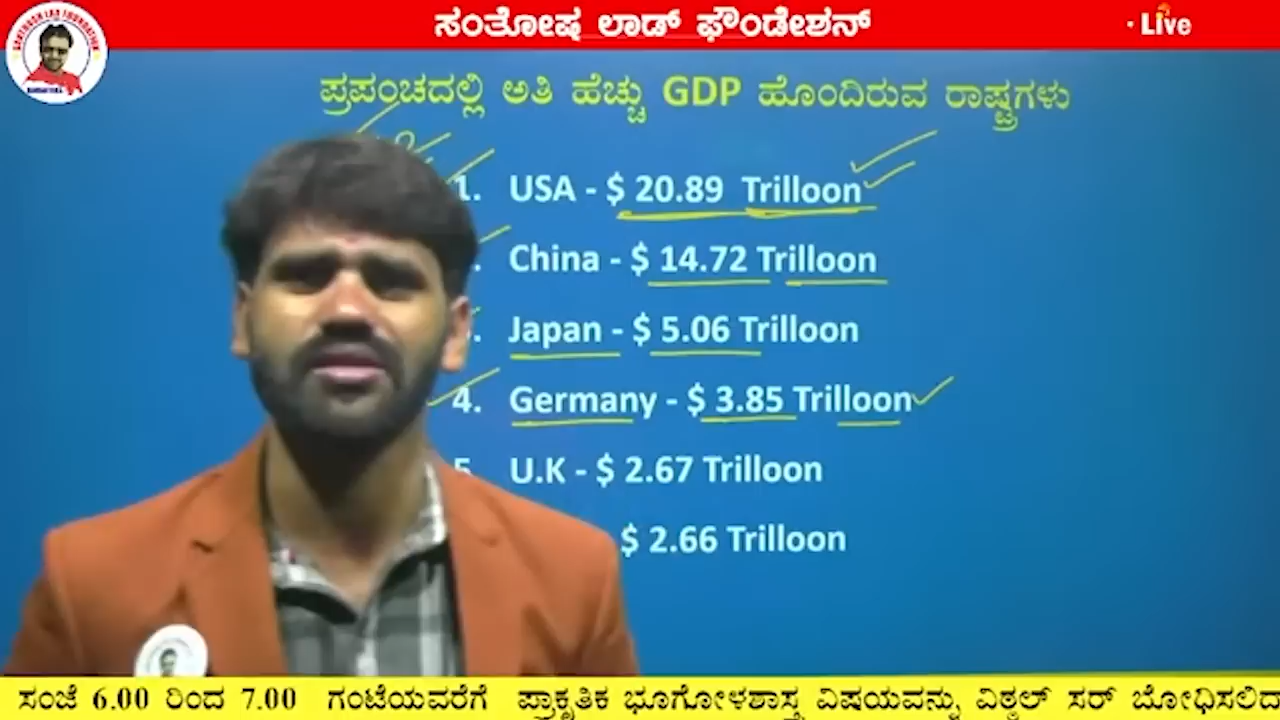 ಸಂತೋಷ ಲಾಡ್ ಫೌಂಡೇಶನ್
Live
ಪ್ರಪಂಚದಲ್ಲಿ ಅತಿ ಹೆಚ್ಚು GDP ಹೊಂದಿರುವ ರಾಷ್ಟ್ರಗಳು
1. USA - $ 20.89 Trilloon
China - $ 14.72 Trilloon
Japan - $ 5.06 Trilloon
4. Germany - $ 3.85 Trilloon
5. U.K - $ 2.67 Trilloon
$ 2.66 Trilloon
ಸಂಜೆ 6.00 ರಿಂದ 7.00 ಗಂಟೆಯವರೆಗೆ ಪ್ರಾಕೃತಿಕ ಭೂಗೋಳಶಾಸ್ತ್ರ ವಿಷಯವನ್ನು ವಿಠ್ಠಲ್ ಸರ್ ಬೋಧಿಸಲಿದ